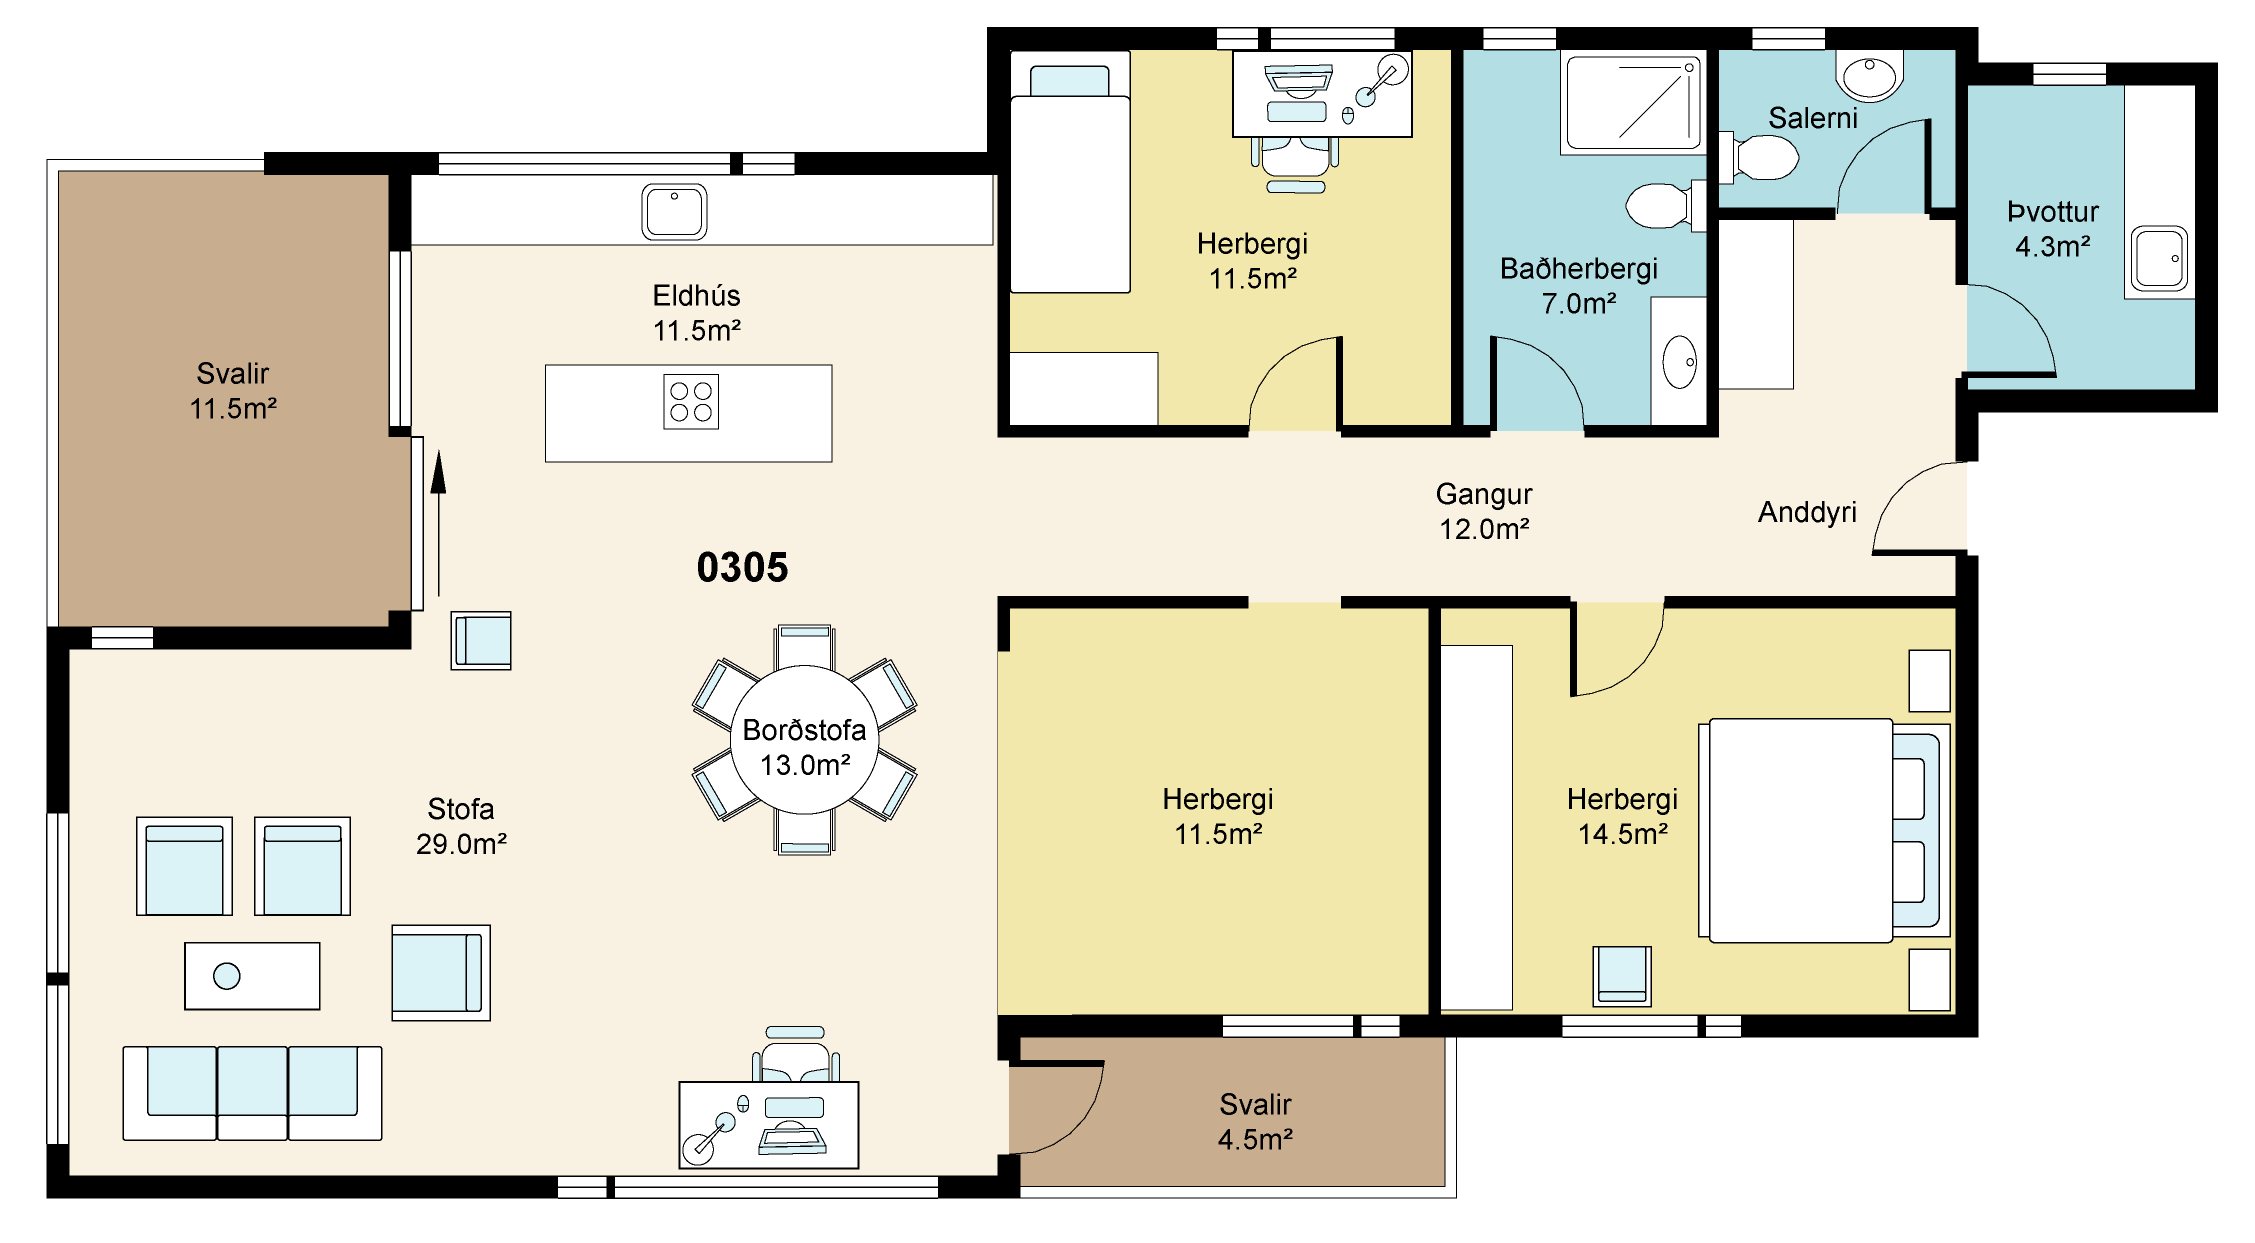 Salerni
Þvottur
4.3m²
Herbergi
11.5m²
Baðherbergi
7.0m²
Eldhús
11.5m²
Svalir
11.5m²
Gangur
12.0m²
Anddyri
0305
Borðstofa
13.0m²
Stofa
29.0m²
Herbergi
11.5m²
Herbergi
14.5m²
Svalir
4.5m²